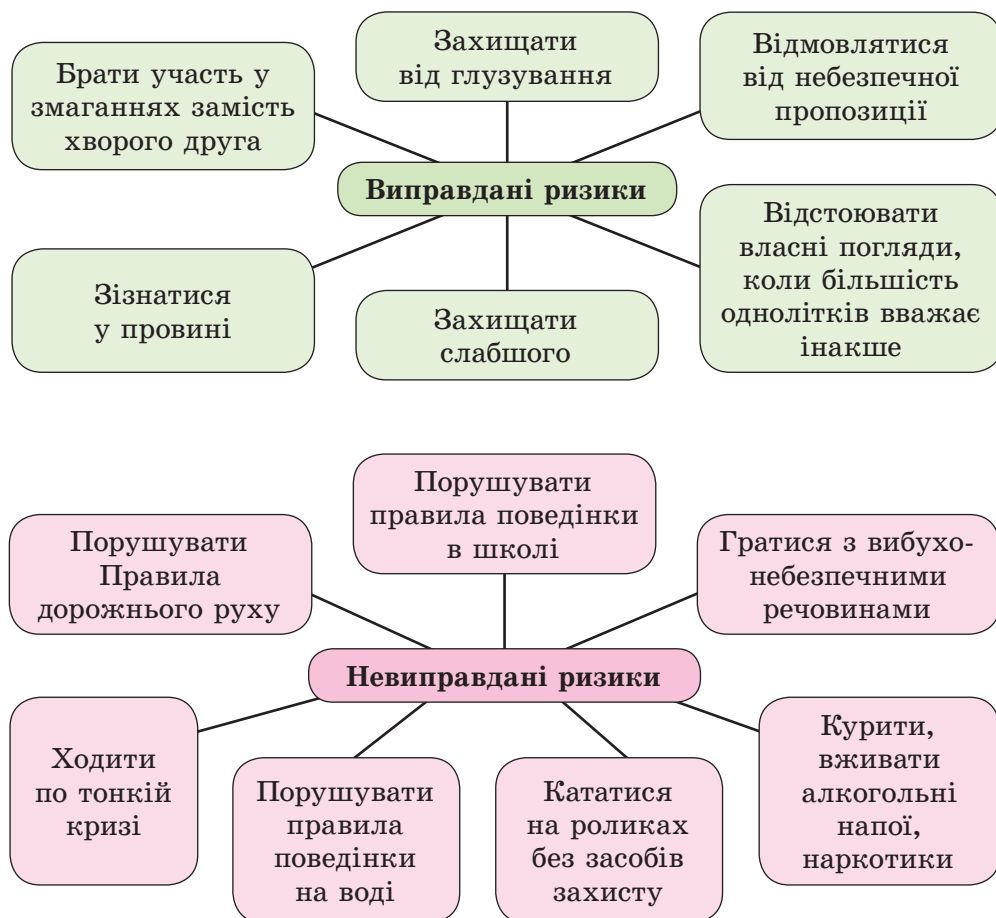 Брати участь у
змаганнях замість
хворого друга
Захищати
від глузування
Відмовлятися
від небезпечної
пропозиції
Виправдані ризики
Зізнатися
у провині
Захищати
слабшого
Відстоювати
власні погляди,
коли більшість
однолітків вважає
інакше
Порушувати
Правила
дорожнього руху
Порушувати
правила поведінки
в школі
Гратися з вибухо-
небезпечними
речовинами
Невиправдані ризики
Ходити
по тонкій
кризі
Порушувати
правила
поведінки
на воді
Кататися
на роликах
без засобів
захисту
Курити,
вживати
алкогольні
напої,
наркотики